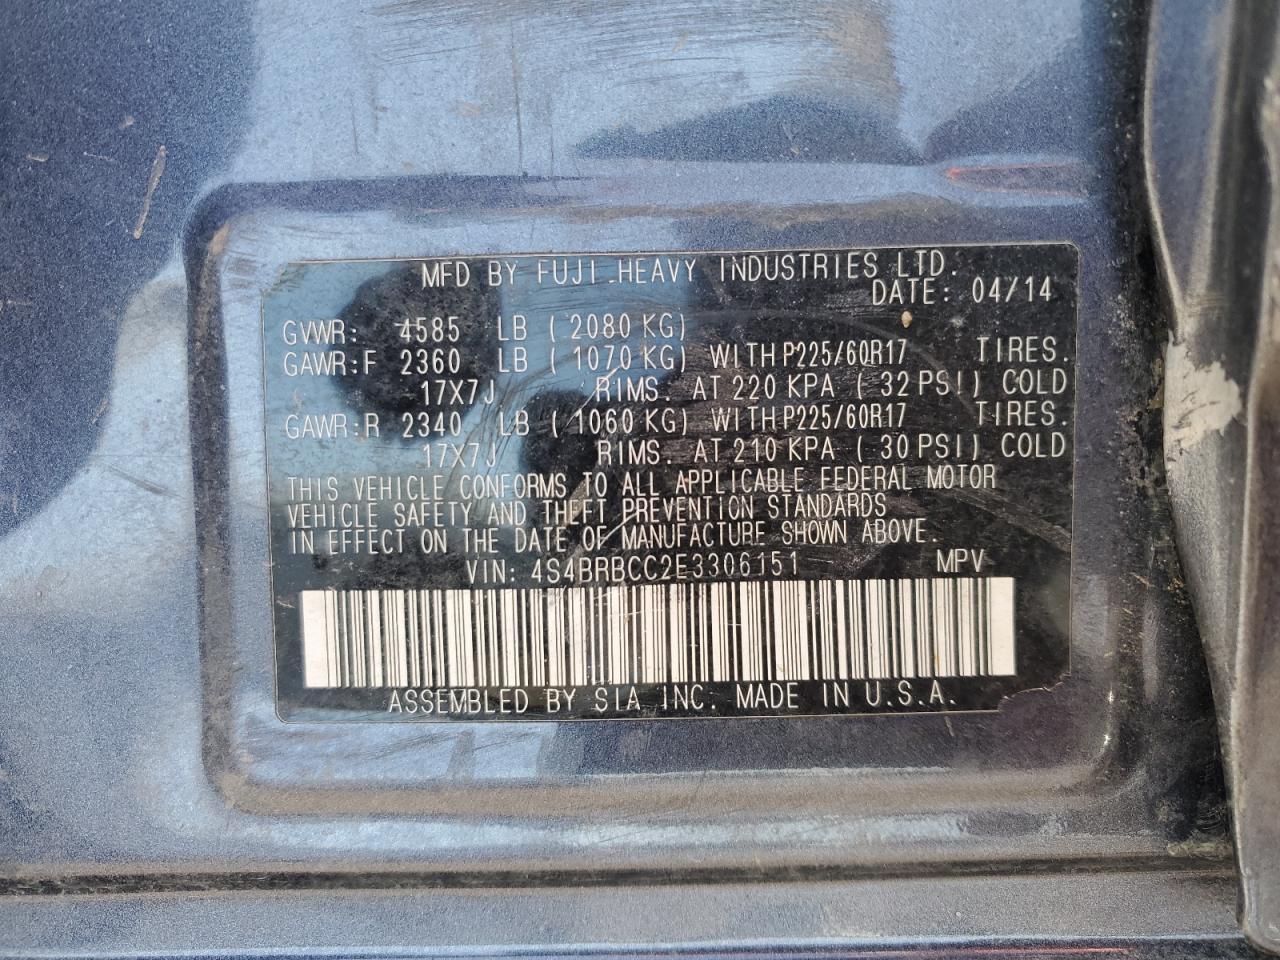 MFD BY FUJI HEAVY INDUSTRIES LTD.
DATE: 04/14
GVWR: 4585 LB ( 2080 KG)
GAWR:F 2360 LB ( 1070 KG) WITH P225/60R17 TIRES.
17X7J RIMS. AT 220 KPA ( 32 PSI) COLD
GAWR:R 2340 LB ( 1060 KG) WITH P225/60R17 TIRES.
17X7J RIMS. AT 210 KPA ( 30 PSI) COLD
THIS VEHICLE CONFORMS TO ALL APPLICABLE FEDERAL MOTOR
VEHICLE SAFETY AND THEFT PREVENTION STANDARDS
IN EFFECT ON THE DATE OF MANUFACTURE SHOWN ABOVE.
VIN: 4S4BRBCC2E3306151 MPV
ASSEMBLED BY SIA INC. MADE IN U.S.A.